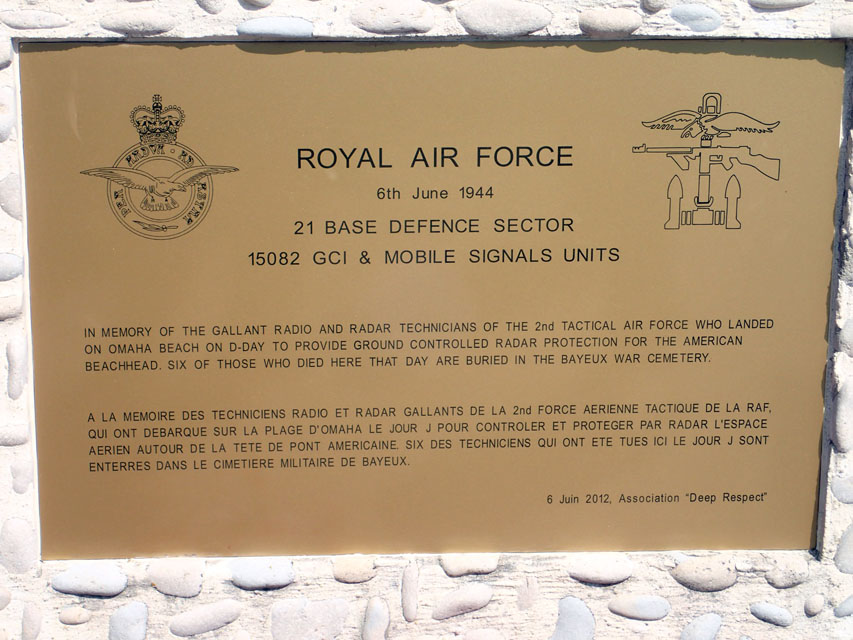 ROYAL AIR FORCE
6th June 1944
21 BASE DEFENCE SECTOR
15082 GCI & MOBILE SIGNALS UNITS
IN MEMORY OF THE GALLANT RADIO AND RADAR TECHNICIANS OF THE 2nd TACTICAL AIR FORCE WHO LANDED
ON OMAHA BEACH ON D-DAY TO PROVIDE GROUND CONTROLLED RADAR PROTECTION FOR THE AMERICAN
BEACHHEAD. SIX OF THOSE WHO DIED HERE THAT DAY ARE BURIED IN THE BAYEUX WAR CEMETERY.
A LA MEMOIRE DES TECHNICIENS RADIO ET RADAR GALLANTS DE LA 2nd FORCE AERIENNE TACTIQUE DE LA RAF,
QUI ONT DEBARQUE SUR LA PLAGE D'OMAHA LE JOUR J POUR CONTROLER ET PROTEGER PAR RADAR L'ESPACE
AERIEN AUTOUR DE LA TETE DE PONT AMERICAINE. SIX DES TECHNICIENS QUI ONT ETE TUES ICI LE JOUR J SONT
ENTERRES DANS LE CIMETIERE MILITAIRE DE BAYEUX.
6 Juin 2012, Association "Deep Respect"